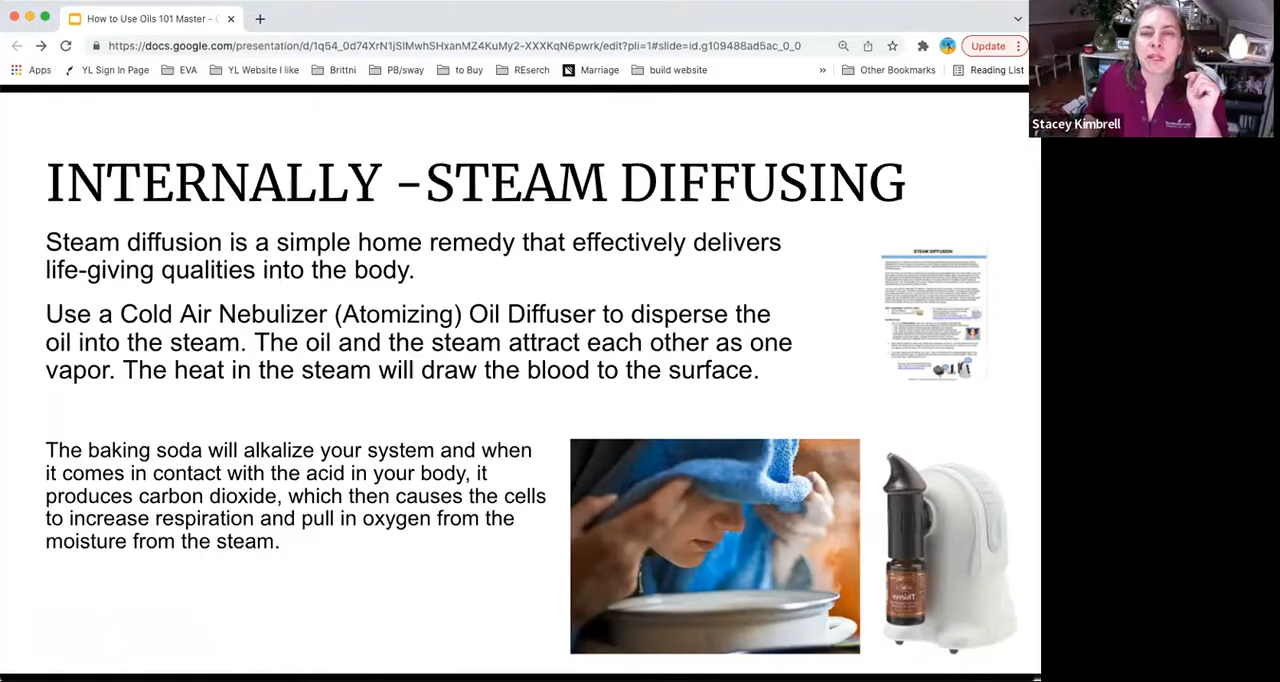 How to Use Oils 101 Master - G
https://docs.google.com/presentation/d/1q54_0d74XrN1jSIMwhSHxanMZ4KuMy2-XXXKqN6pwrk/edit?pli=1#slide=id.g109488ad5ac_0_0
Update
Apps YL Sign In Page EVA YL Website I like Brittni PB/sway to Buy REserch Marriage build website » Other Bookmarks Reading List
Stacey Kimbrell
INTERNALLY –STEAM DIFFUSING
Steam diffusion is a simple home remedy that effectively delivers
life-giving qualities into the body.
STEAM DIFFUSION
Use a Cold Air Nebulizer (Atomizing) Oil Diffuser to disperse the
oil into the steam. The oil and the steam attract each other as one
vapor. The heat in the steam will draw the blood to the surface.
The baking soda will alkalize your system and when
it comes in contact with the acid in your body, it
produces carbon dioxide, which then causes the cells
to increase respiration and pull in oxygen from the
moisture from the steam.